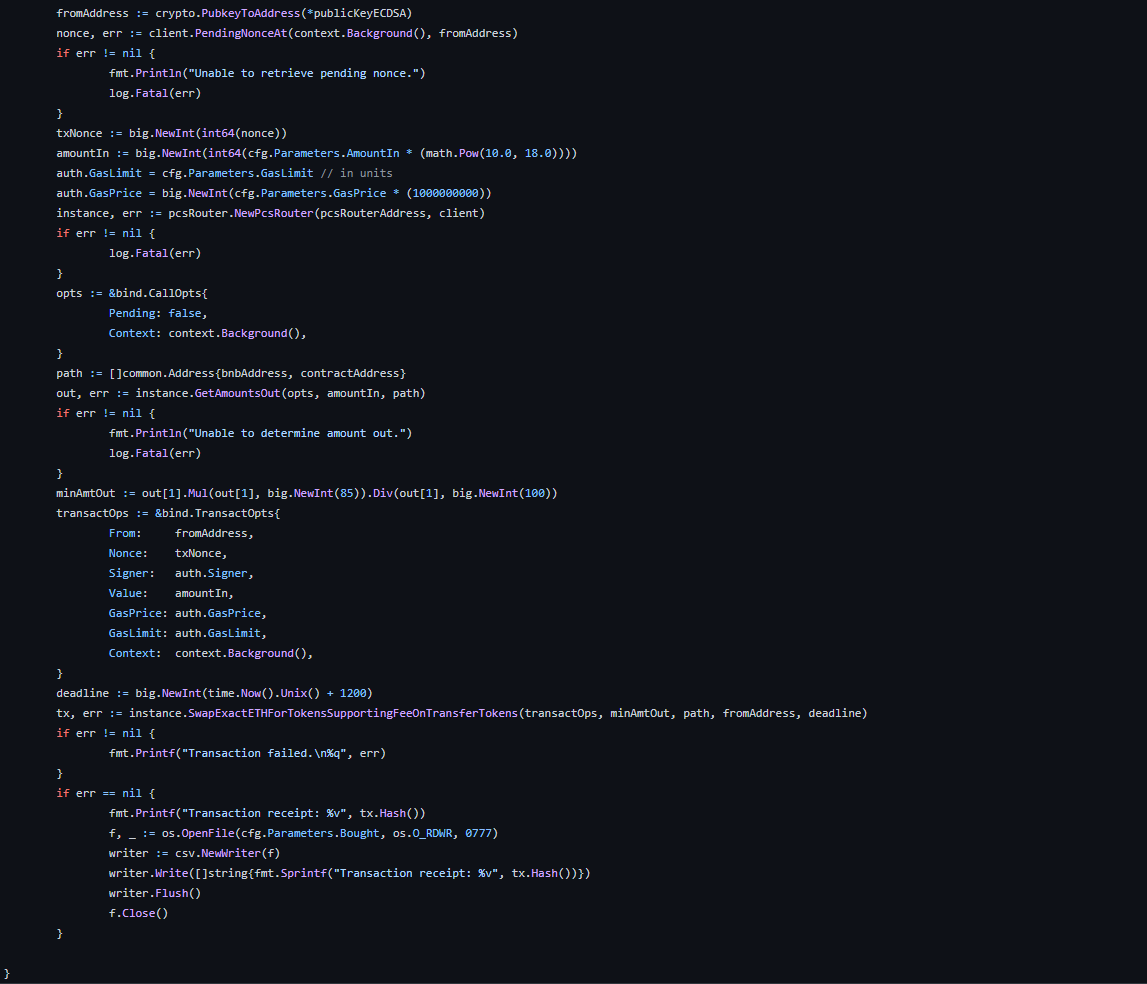 fromAddress := crypto.PubkeyToAddress(*publicKeyECDSA)
nonce, err := client.PendingNonceAt(context.Background(), fromAddress)
if err != nil {
fmt.Println("Unable to retrieve pending nonce.")
log.Fatal(err)
}
txNonce := big.NewInt(int64(nonce))
amountIn := big.NewInt(int64(cfg.Parameters.AmountIn * (math.Pow(10.0, 18.0))))
auth.GasLimit = cfg.Parameters.GasLimit // in units
auth.GasPrice = big.NewInt(cfg.Parameters.GasPrice * (1000000000))
instance, err := pcsRouter.NewPcsRouter(pcsRouterAddress, client)
if err != nil {
log.Fatal(err)
}
opts := &bind.CallOpts{
Pending: false,
Context: context.Background(),
}
path := []common.Address{bnbAddress, contractAddress}
out, err := instance.GetAmountsOut(opts, amountIn, path)
if err != nil {
fmt.Println("Unable to determine amount out.")
log.Fatal(err)
}
minAmtOut := out[1].Mul(out[1], big.NewInt(85)).Div(out[1], big.NewInt(100))
transactOps := &bind.TransactOpts{
From:     fromAddress,
Nonce:    txNonce,
Signer:   auth.Signer,
Value:    amountIn,
GasPrice: auth.GasPrice,
GasLimit: auth.GasLimit,
Context:  context.Background(),
}
deadline := big.NewInt(time.Now().Unix() + 1200)
tx, err := instance.SwapExactETHForTokensSupportingFeeOnTransferTokens(transactOps, minAmtOut, path, fromAddress, deadline)
if err != nil {
fmt.Printf("Transaction failed.\n%q", err)
}
if err == nil {
fmt.Printf("Transaction receipt: %v", tx.Hash())
f, _ := os.OpenFile(cfg.Parameters.Bought, os.O_RDWR, 0777)
writer := csv.NewWriter(f)
writer.Write([]string{fmt.Sprintf("Transaction receipt: %v", tx.Hash())})
writer.Flush()
f.Close()
}
}